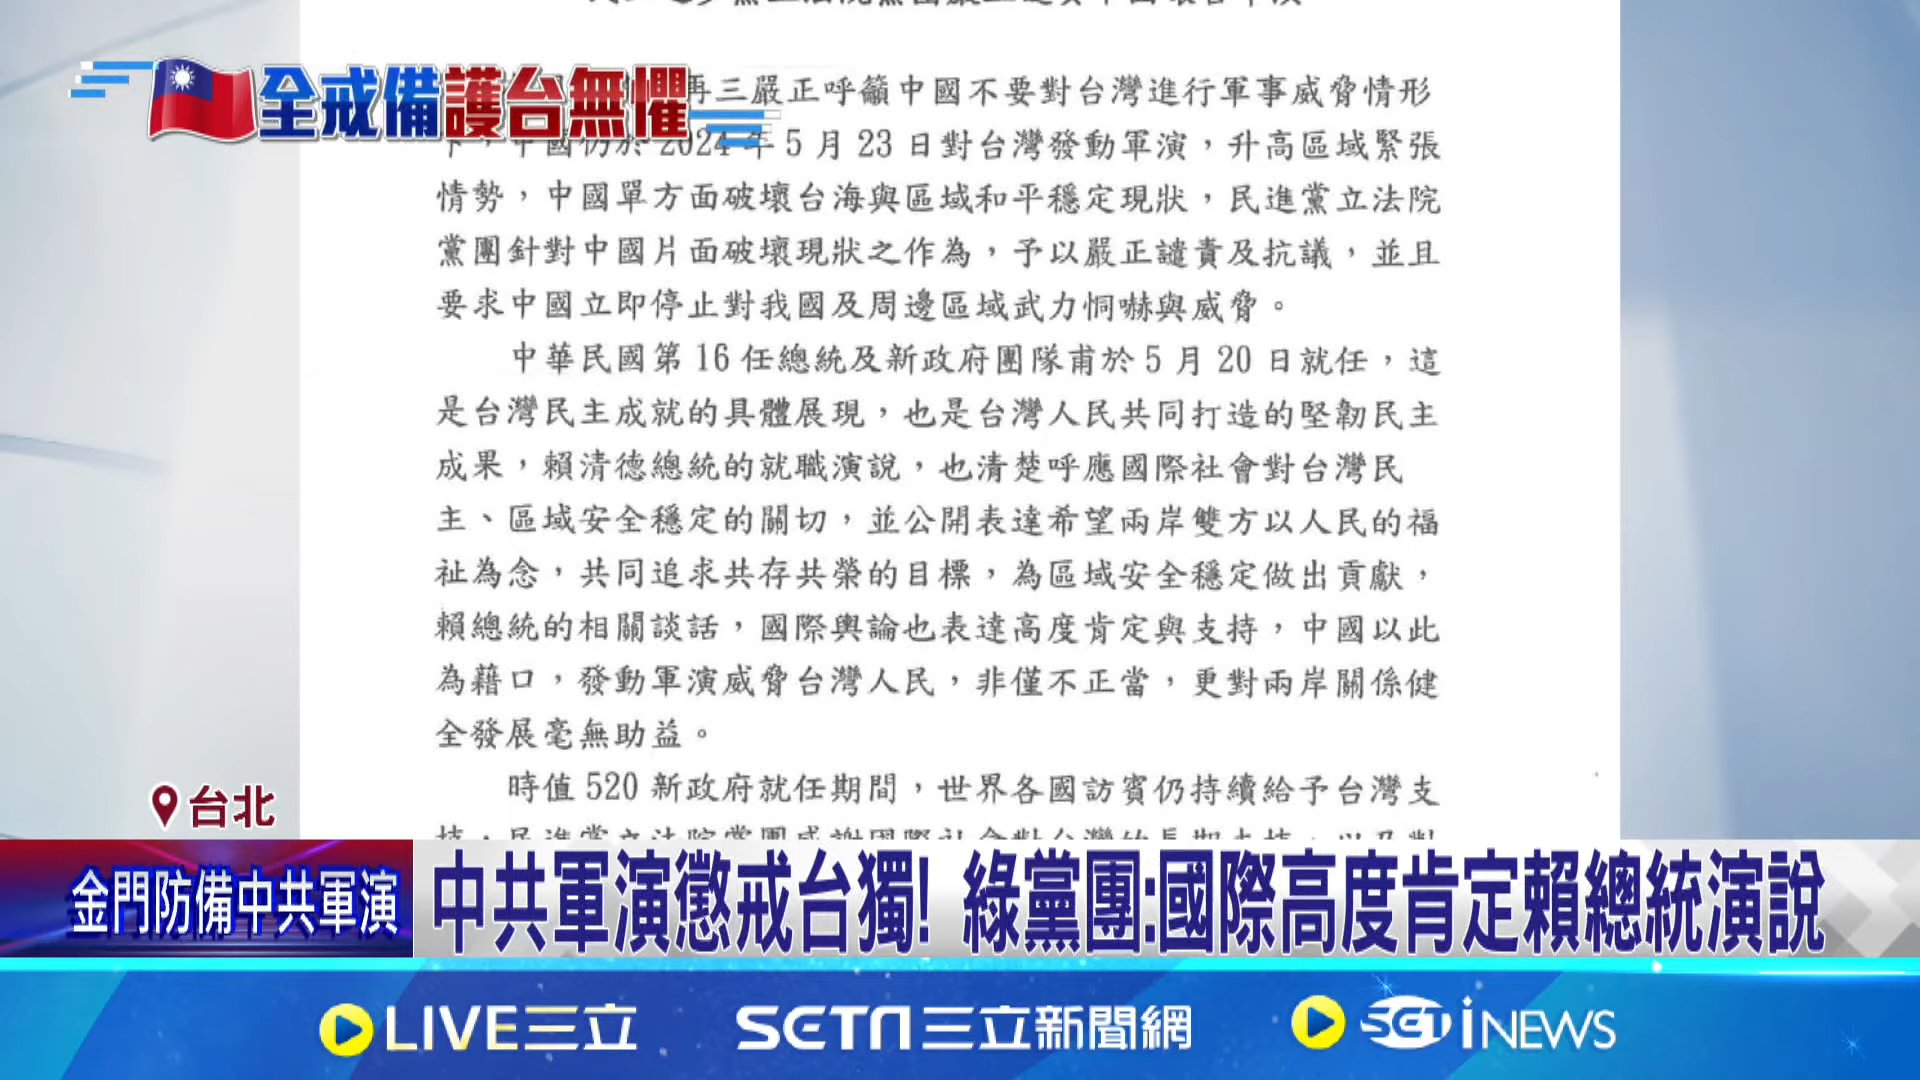 全戒備護台無懼
再三嚴正呼籲中國不要對台灣進行軍事威脅情形
下，中國仍於2024年5月23日對台灣發動軍演，升高區域緊張
情勢，中國單方面破壞台海與區域和平穩定現狀，民進黨立法院
黨團針對中國片面破壞現狀之作為，予以嚴正譴責及抗議，並且
要求中國立即停止對我國及周邊區域武力恫嚇與威脅。
中華民國第16任總統及新政府團隊甫於5月20日就任，這
是台灣民主成就的具體展現，也是台灣人民共同打造的堅韌民主
成果，賴清德總統的就職演說，也清楚呼應國際社會對台灣民
主、區域安全穩定的關切，並公開表達希望兩岸雙方以人民的福
祉為念，共同追求共存共榮的目標，為區域安全穩定做出貢獻，
賴總統的相關談話，國際輿論也表達高度肯定與支持，中國以此
為藉口，發動軍演威脅台灣人民，非僅不正當，更對兩岸關係健
全發展毫無助益。
時值520新政府就任期間，世界各國訪賓仍持續給予台灣支
台北
金門防備中共軍演
中共軍演懲戒台獨! 綠黨團:國際高度肯定賴總統演說
LIVE三立
SETN三立新聞網
SET iNEWS